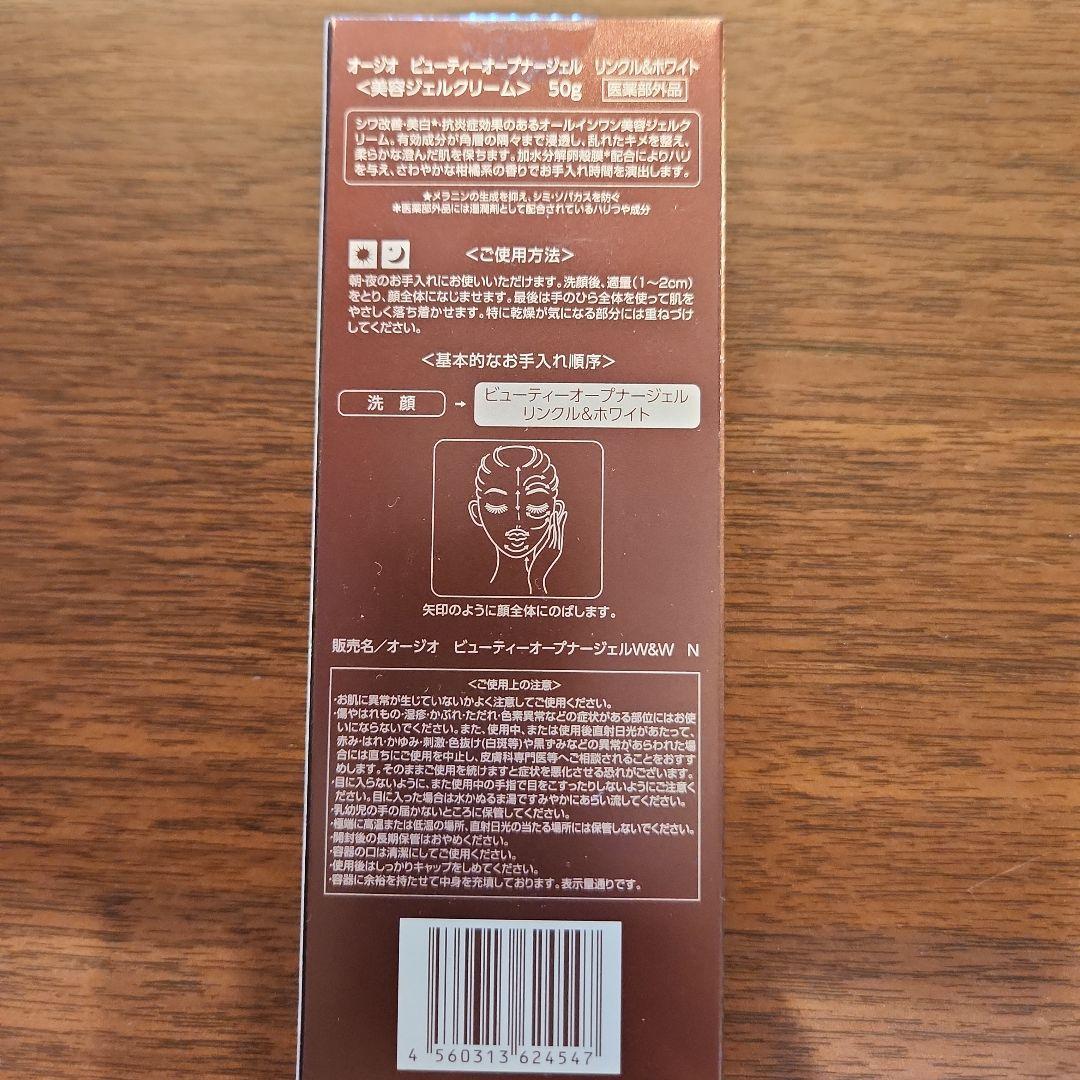 オージオ ビューティーオープナージェル リンクル&ホワイト
<美容ジェルクリーム> 50g 医薬部外品
シワ改善・美白★・抗炎症効果のあるオールインワン美容ジェルク
リーム。有効成分が角層の隅々まで浸透し、乱れたキメを整え、
柔らかな澄んだ肌を保ちます。加水分解卵殻膜*配合によりハリ
を与え、さわやかな柑橘系の香りでお手入れ時間を演出します。
★メラニンの生成を抑え、シミ・ソバカスを防ぐ
*医薬部外品には湿潤剤として配合されているハリつや成分
<ご使用方法>
朝・夜のお手入れにお使いいただけます。洗顔後、適量(1〜2cm)
をとり、顔全体になじませます。最後は手のひら全体を使って肌を
やさしく落ち着かせます。特に乾燥が気になる部分には重ねづけ
してください。
<基本的なお手入れ順序>
洗顔 → ビューティーオープナージェル
リンクル&ホワイト
矢印のように顔全体にのばします。
販売名/オージオ ビューティーオープナージェルW&W N
<ご使用上の注意>
・お肌に異常が生じていないかよく注意してご使用ください。
・傷やはれもの・湿疹・かぶれ・ただれ・色素異常などの症状がある部位にはお使
いにならないでください。また、使用中、または使用後直射日光があたって、
赤み・はれ・かゆみ・刺激・色抜け(白斑等)や黒ずみなどの異常があらわれた場
合には直ちにご使用を中止し、皮膚科専門医等へご相談されることをおすす
めします。そのままご使用を続けますと症状を悪化させる恐れがございます。
・目に入らないように、また使用中の手指で目をこすったりしないようにご注意く
ださい。目に入った場合は水かぬるま湯ですみやかにあらい流してください。
・乳幼児の手の届かないところに保管してください。
・極端に高温または低温の場所、直射日光の当たる場所には保管しないでください。
・開封後の長期保管はおやめください。
・容器の口は清潔にしてご使用ください。
・使用後はしっかりキャップをしめてください。
・容器に余裕を持たせて中身を充填しております。表示量通りです。
4 560313 624547